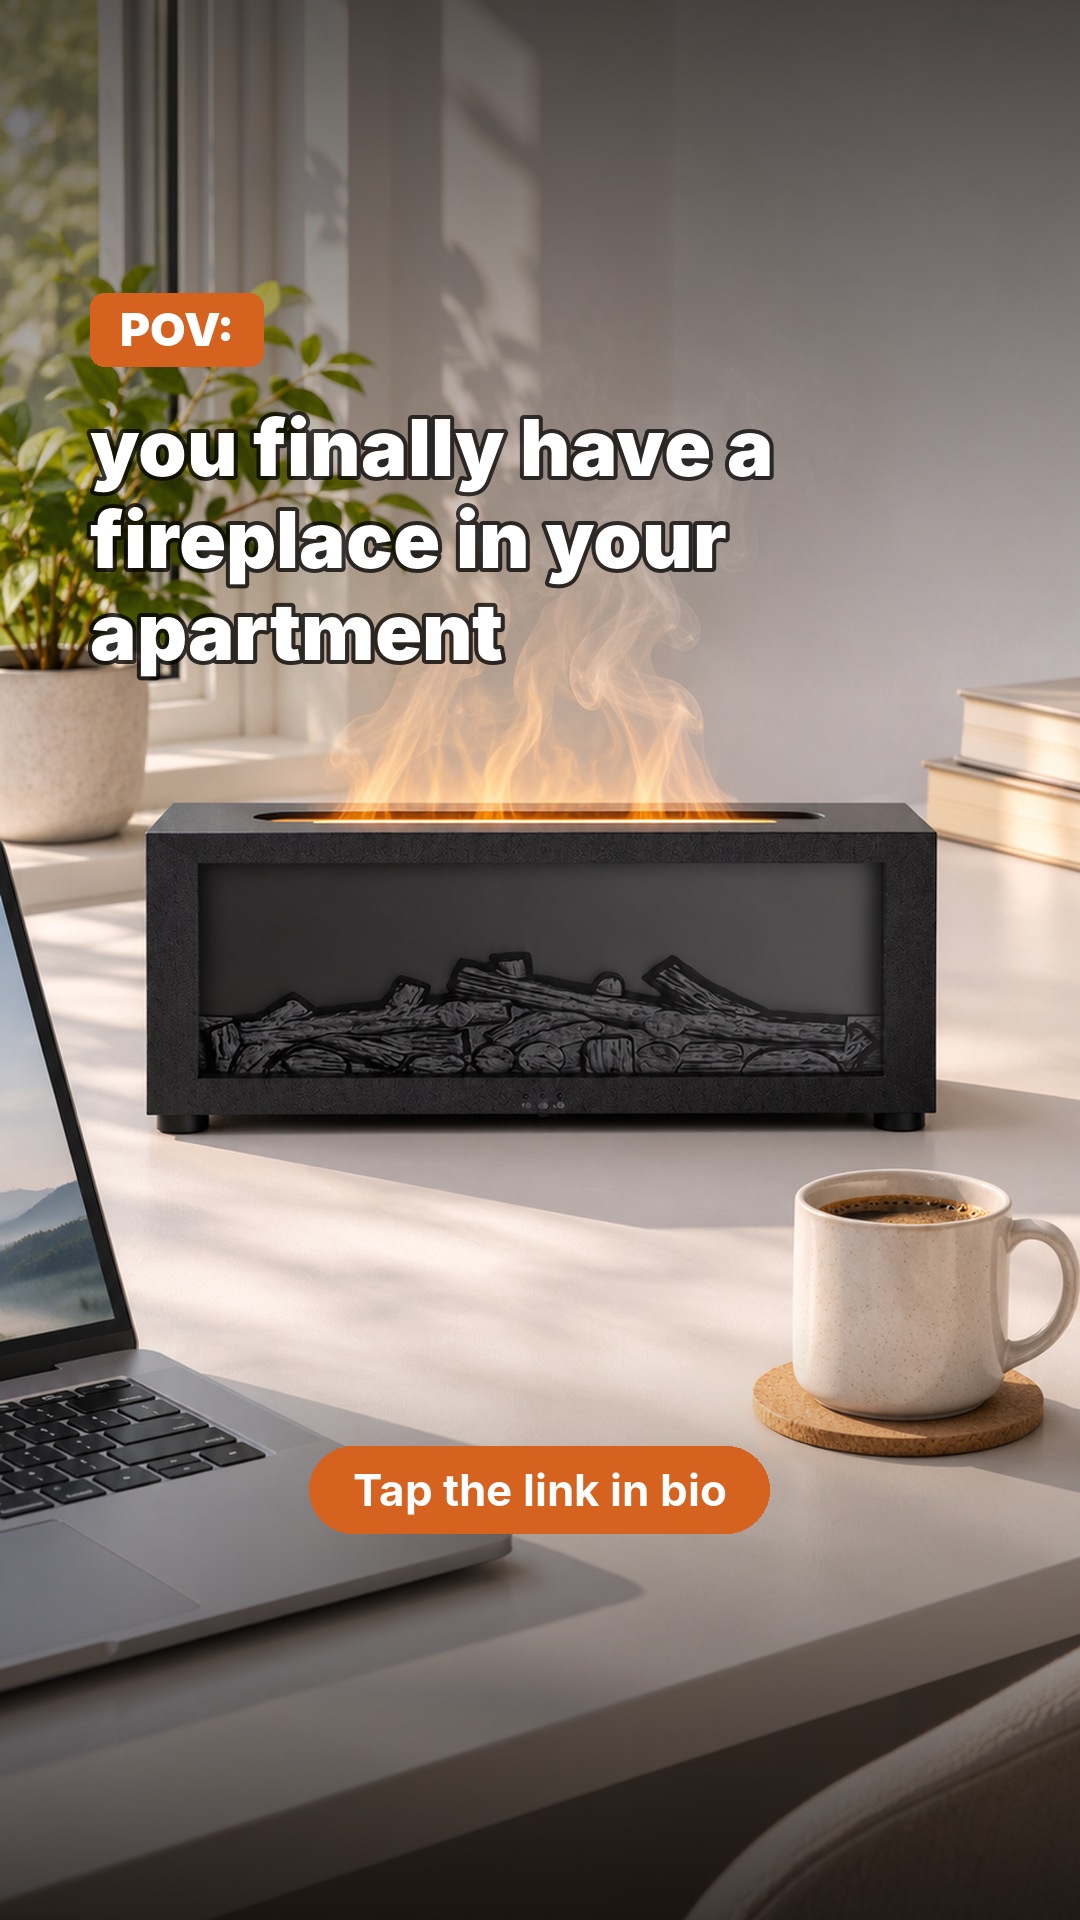 POV:
you finally have a
fireplace in your
apartment
Tap the link in bio